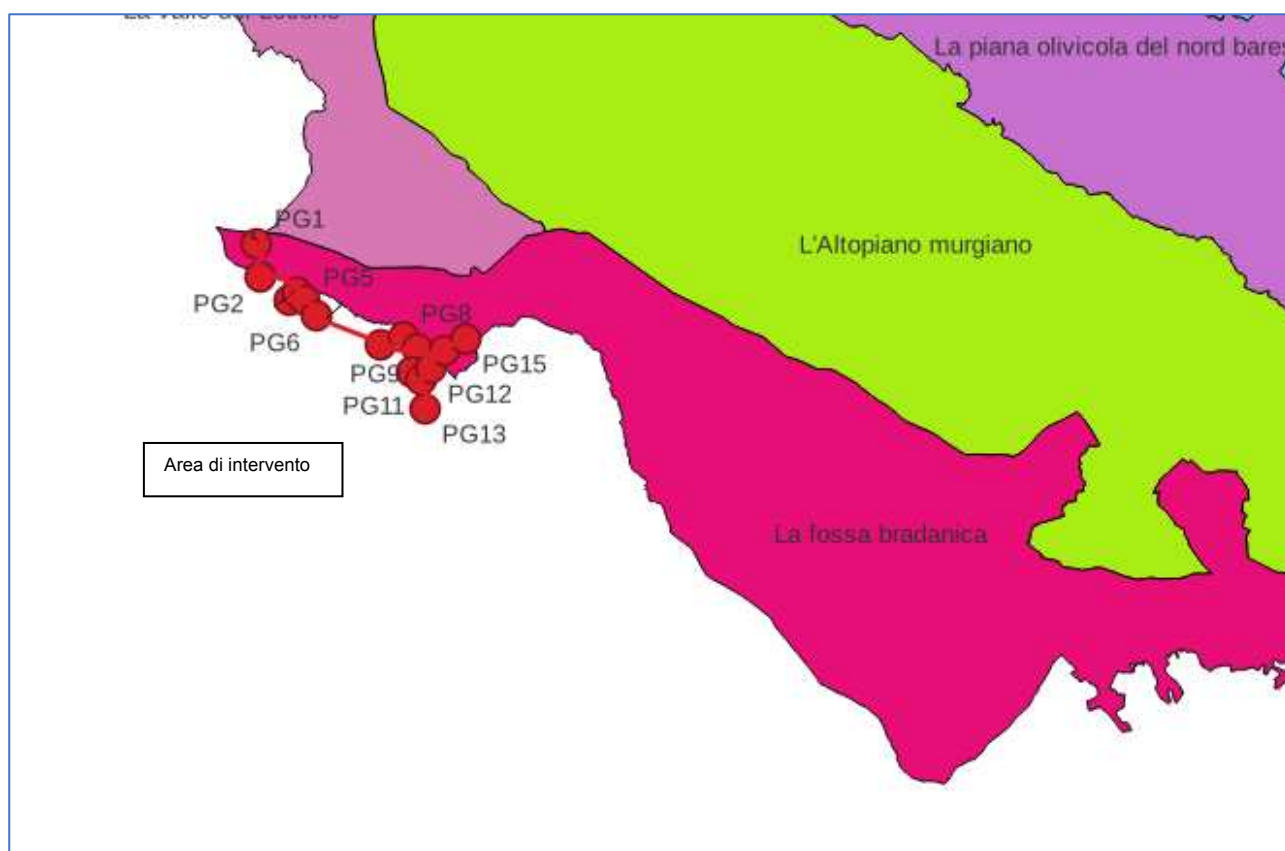 La piana olivicola del nord bares
L'Altopiano murgiano
PG1
PG5
PG2
PG6
PG8
PG9
PG15
PG12
PG11
PG13
Area di intervento
La fossa bradanica